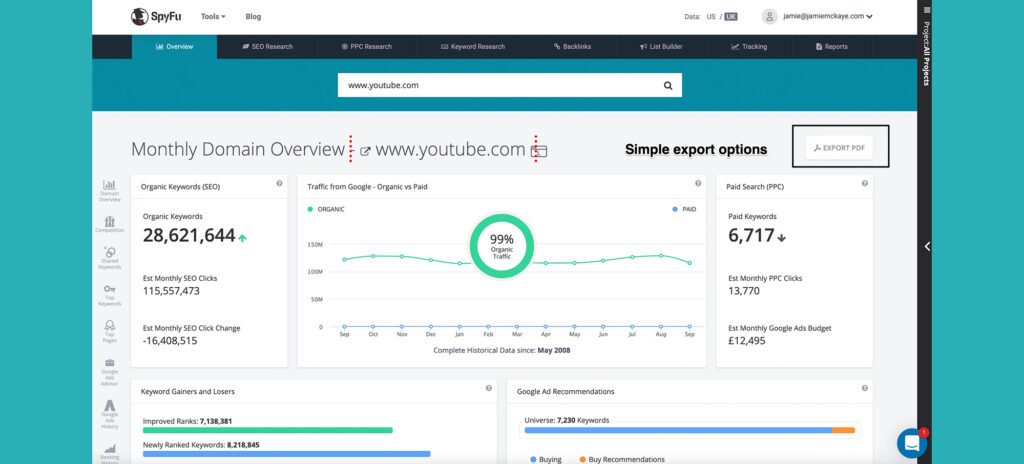 SpyFu
Tools
Blog
Data: US / UK
jamie@jamiemckaye.com
Project:All Projects
Overview
SEO Research
PPC Research
Keyword Research
Backlinks
List Builder
Tracking
Reports
www.youtube.com
Monthly Domain Overview - www.youtube.com
Simple export options
EXPORT PDF
Domain
Overview
Competition
Shared
Keywords
Top
Keywords
Top
Pages
Google
Ads
Advisor
Google
Ads
History
Ranking
History
Organic Keywords (SEO)
Organic Keywords
28,621,644
Est Monthly SEO Clicks
115,557,473
Est Monthly SEO Click Change
-16,408,515
Traffic from Google - Organic vs Paid
ORGANIC
PAID
99%
Organic
Traffic
150M
100M
50M
0
Sep Oct Nov Dec Jan Feb Mar Apr May Jun Jul Aug Sep
Complete Historical Data since: May 2008
Paid Search (PPC)
Paid Keywords
6,717
Est Monthly PPC Clicks
13,770
Est Monthly Google Ads Budget
£12,495
Keyword Gainers and Losers
Improved Ranks: 7,138,381
Newly Ranked Keywords: 8,218,845
Google Ad Recommendations
Universe: 7,230 Keywords
Buying
Buy Recommendations
1